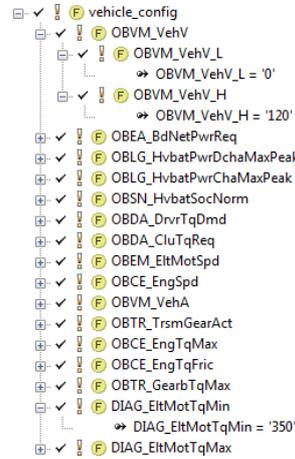 vehicle_config
OBVM_VehV
OBVM_VehV_L
OBVM_VehV_L = '0'
OBVM_VehV_H
OBVM_VehV_H = '120'
OBEA_BdNetPwrReq
OBLG_HvbatPwrDchaMaxPeak
OBLG_HvbatPwrChaMaxPeak
OBSN_HvbatSocNorm
OBDA_DrvrTqDmd
OBDA_CluTqReq
OBEM_EltMotSpd
OBCE_EngSpd
OBVM_VehA
OBTR_TrsmGearAct
OBCE_EngTqMax
OBCE_EngTqFric
OBTR_GearbTqMax
DIAG_EltMotTqMin
DIAG_EltMotTqMin = '350'
DIAG_EltMotTqMax